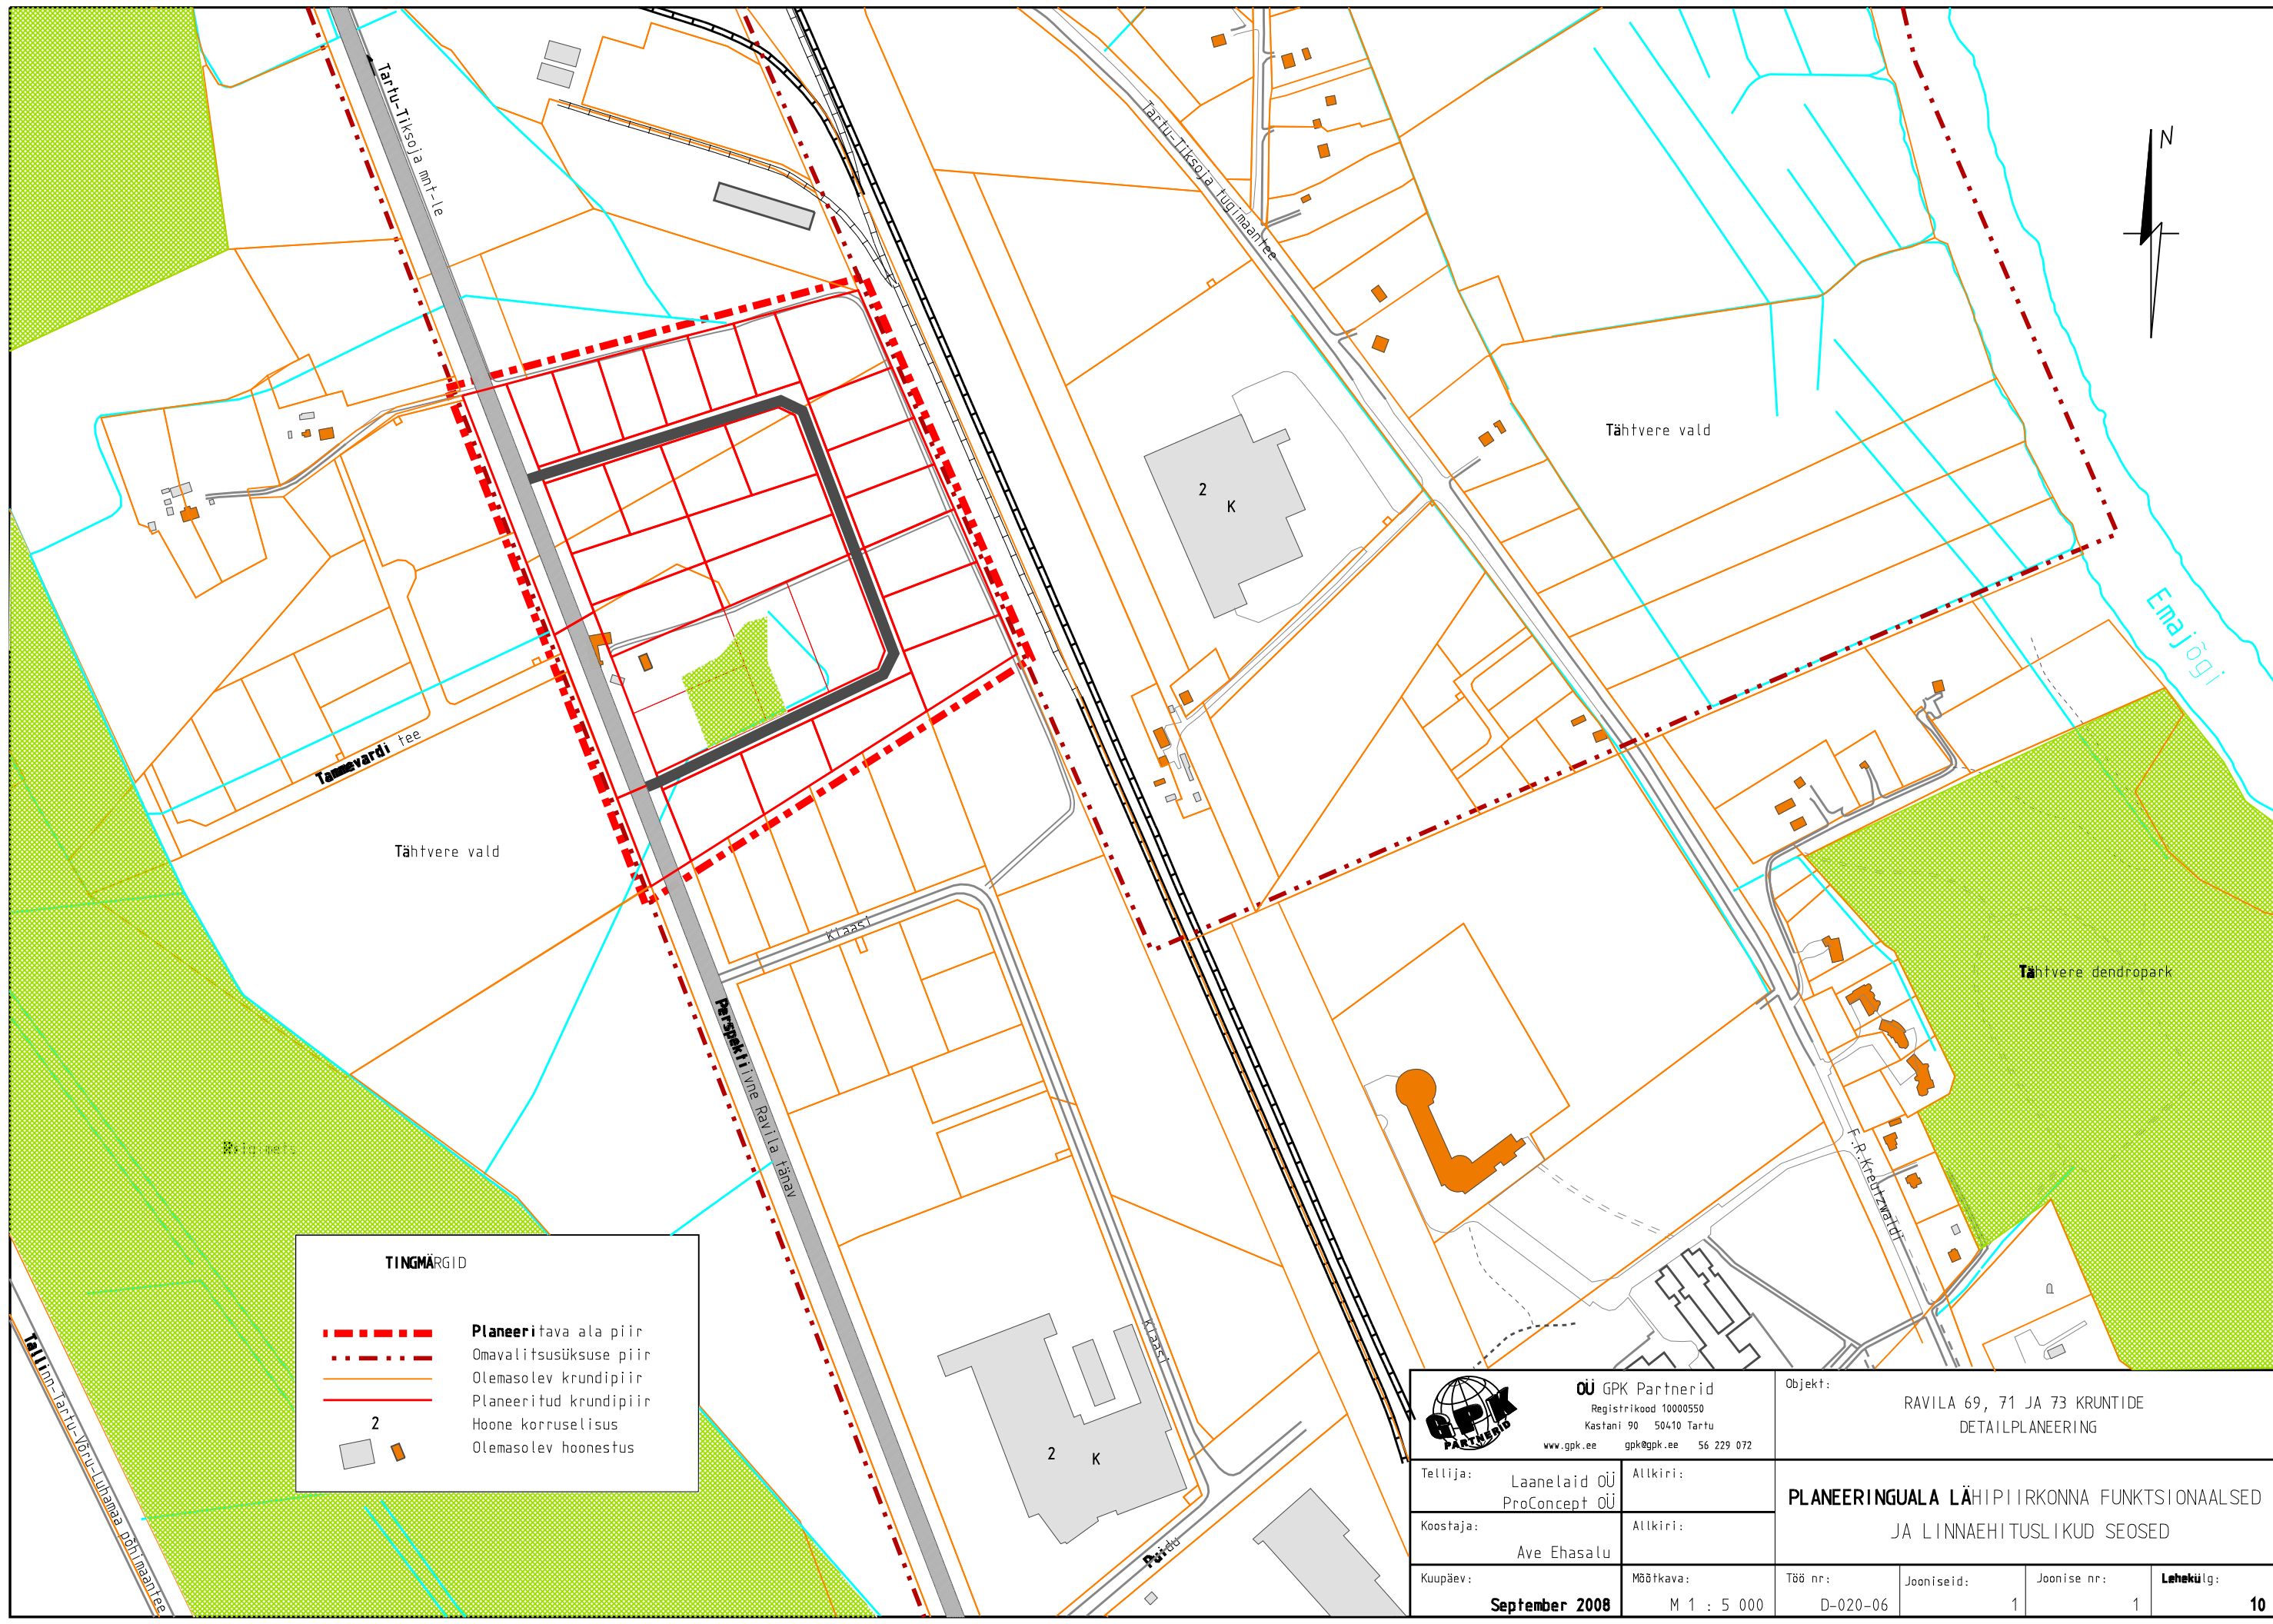 Tartu-Tiksoja mnt-le
Tartu-Tiksoja tugimaantee
N
Tähtvere vald
2
K
Emajõgi
Tammevardi tee
Tähtvere vald
Klaasi
Tähtvere dendropark
Perspektiivne Ravila tänav
F.R.Kreutzwaldi
Klaasi
2
K
Puidu
Tallinn-Tartu-Võru-Luhamaa põhimaantee
TINGMÄRGID
Planeeritava ala piir
Omavalitsusüksuse piir
Olemasolev krundipiir
Planeeritud krundipiir
2 Hoone korruselisus
Olemasolev hoonestus
GPK
PARTNERID
OÜ GPK Partnerid
Registrikood 10000550
Kastani 90 50410 Tartu
www.gpk.ee gpk@gpk.ee 56 229 072
Objekt:
RAVILA 69, 71 JA 73 KRUNTIDE
DETAILPLANEERING
Tellija:
Laanelaid OÜ
ProConcept OÜ
Allkiri:
Koostaja:
Ave Ehasalu
Allkiri:
PLANEERINGUALA LÄHIPIIRKONNA FUNKTSIONAALSED
JA LINNAEHITUSLIKUD SEOSED
Kuupäev:
September 2008
Mõõtkava:
M 1 : 5 000
Töö nr:
D-020-06
Jooniseid:
1
Joonise nr:
1
Lehekülg:
10